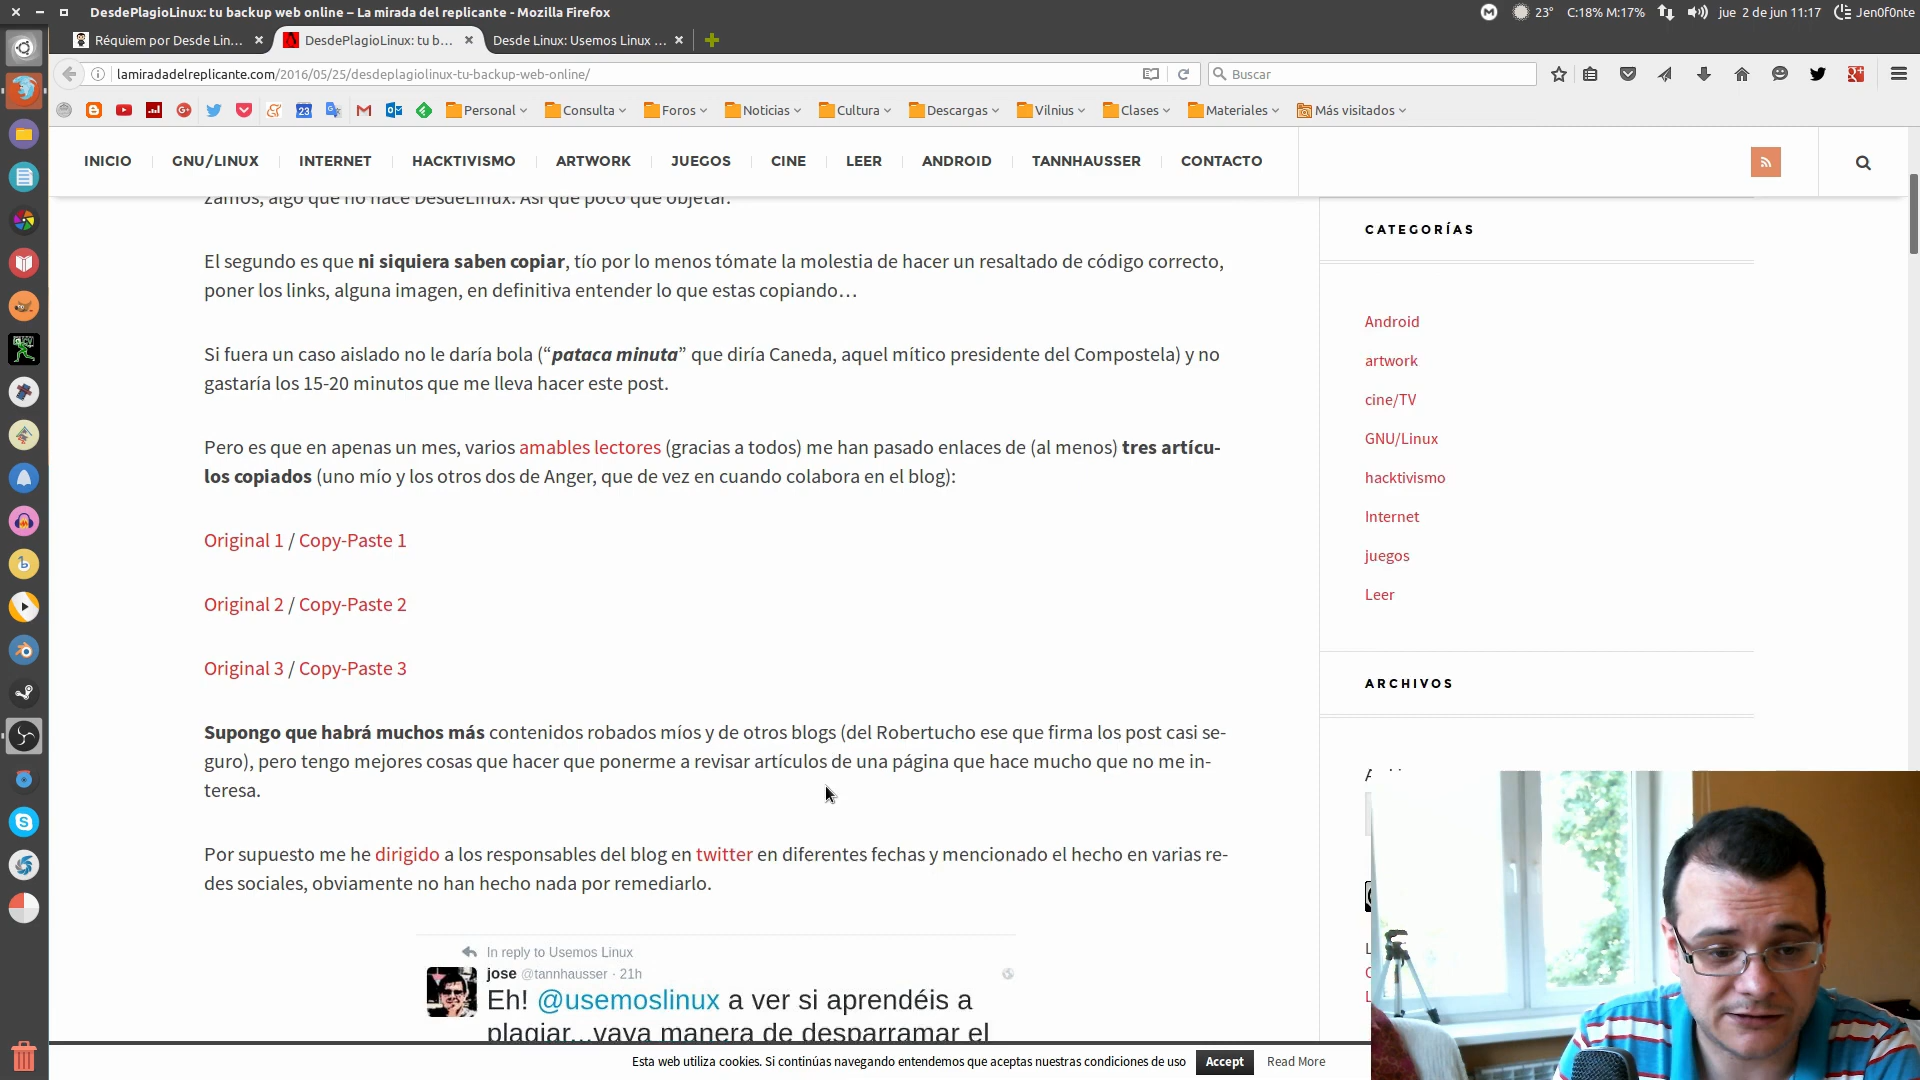 DesdePlagioLinux: tu backup web online – La mirada del replicante - Mozilla Firefox
23° C:18% M:17% jue 2 de jun 11:17 Jen0f0nte
Réquiem por Desde Lin...
DesdePlagioLinux: tu b...
Desde Linux: Usemos Linux ...
lamiradadelreplicante.com/2016/05/25/desdeplagiolinux-tu-backup-web-online/
Buscar
Personal Consulta Foros Noticias Cultura Descargas Vilnius Clases Materiales Más visitados
INICIO GNU/LINUX INTERNET HACKTIVISMO ARTWORK JUEGOS CINE LEER ANDROID TANNHAUSER CONTACTO
zamos, algo que no hace DesdeLinux. Así que poco que objetar.
El segundo es que ni siquiera saben copiar, tío por lo menos tómate la molestia de hacer un resaltado de código correcto,
poner los links, alguna imagen, en definitiva entender lo que estas copiando…
Si fuera un caso aislado no le daría bola (“pataca minuta” que diría Caneda, aquel mítico presidente del Compostela) y no
gastaría los 15-20 minutos que me lleva hacer este post.
Pero es que en apenas un mes, varios amables lectores (gracias a todos) me han pasado enlaces de (al menos) tres artícu-
los copiados (uno mío y los otros dos de Anger, que de vez en cuando colabora en el blog):
Original 1 / Copy-Paste 1
Original 2 / Copy-Paste 2
Original 3 / Copy-Paste 3
Supongo que habrá muchos más contenidos robados míos y de otros blogs (del Robertucho ese que firma los post casi se-
guro), pero tengo mejores cosas que hacer que ponerme a revisar artículos de una página que hace mucho que no me in-
teresa.
Por supuesto me he dirigido a los responsables del blog en twitter en diferentes fechas y mencionado el hecho en varias re-
des sociales, obviamente no han hecho nada por remediarlo.
In reply to Usemos Linux
jose @tannhausser · 21h
Eh! @usemoslinux a ver si aprendéis a
plagiar...vaya manera de desparramar el
CATEGORÍAS
Android
artwork
cine/TV
GNU/Linux
hacktivismo
Internet
juegos
Leer
ARCHIVOS
Esta web utiliza cookies. Si continúas navegando entendemos que aceptas nuestras condiciones de uso Accept Read More